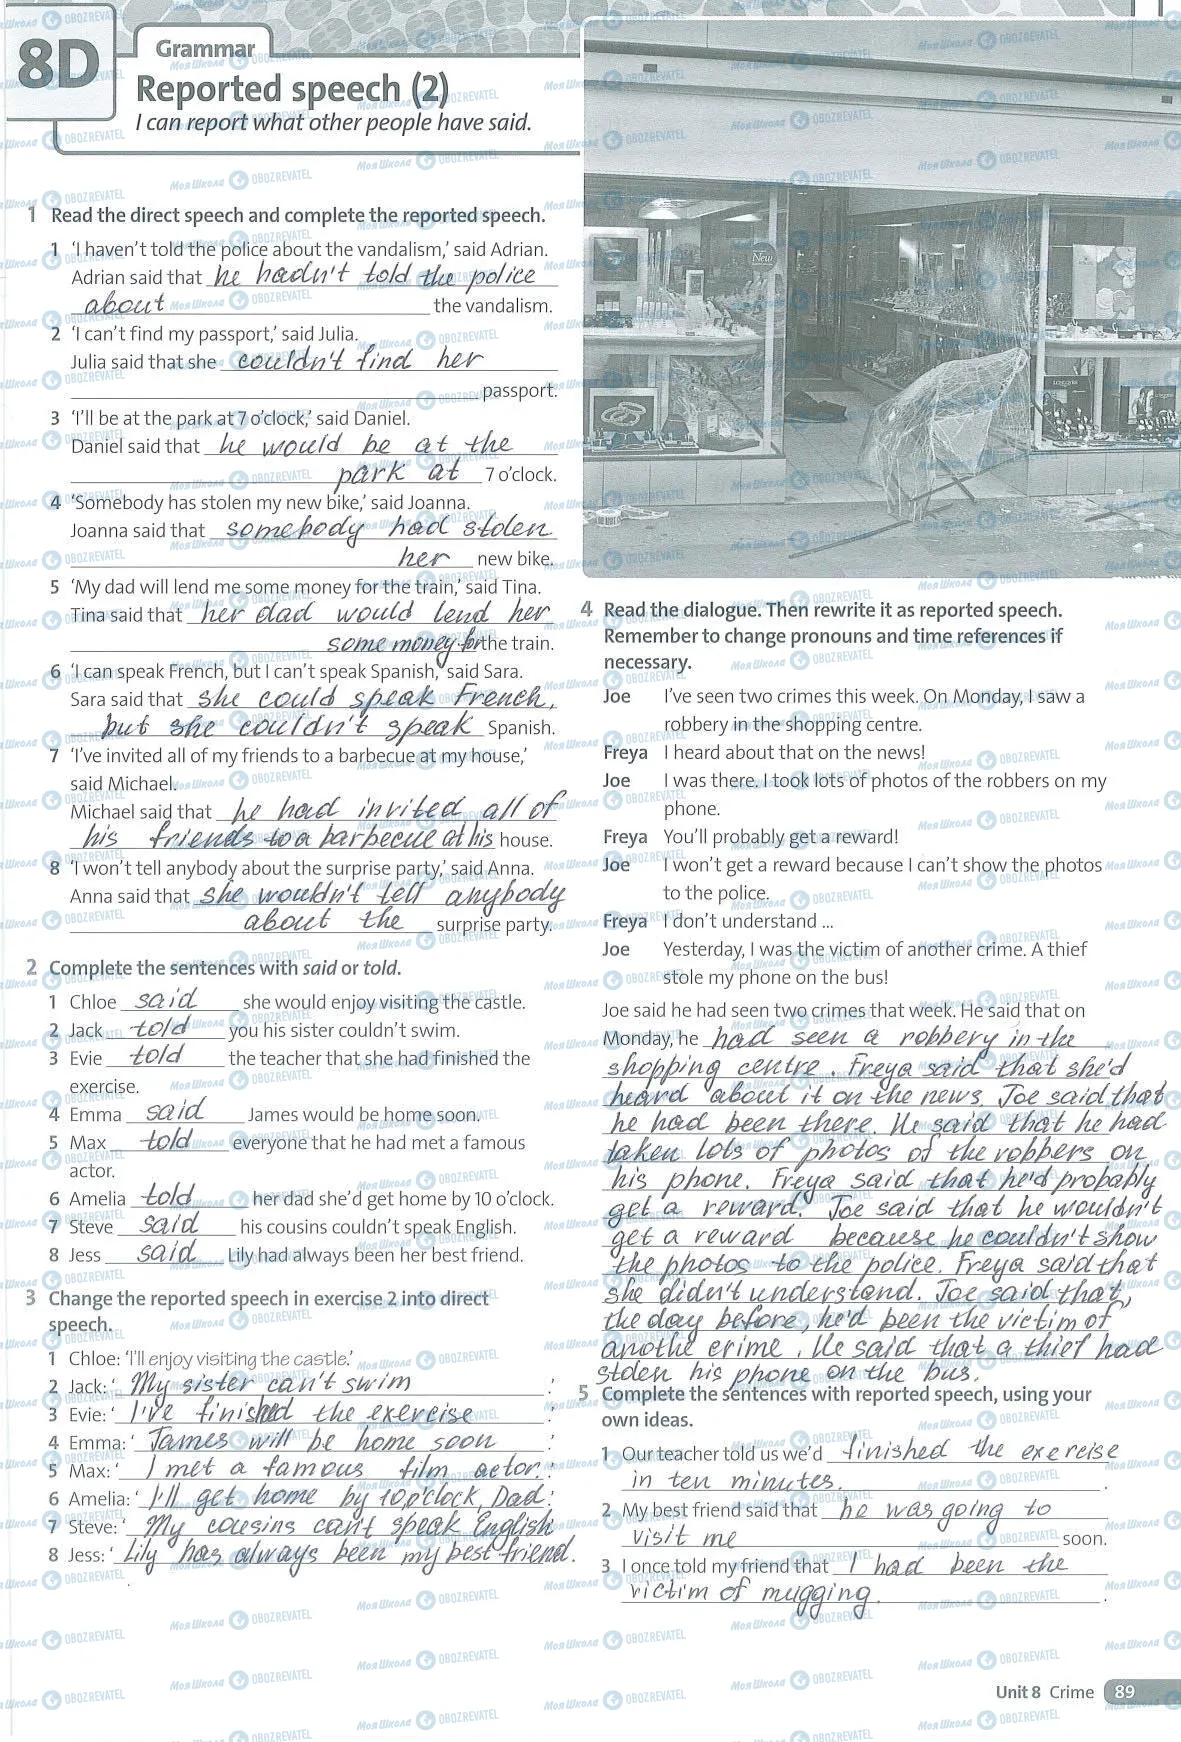 8D
Grammar
Reported speech (2)
I can report what other people have said.
1 Read the direct speech and complete the reported speech.
1 ‘I haven’t told the police about the vandalism,’ said Adrian.
Adrian said that he hadn't told the police
about the vandalism.
2 ‘I can’t find my passport,’ said Julia.
Julia said that she couldn't find her
passport.
3 ‘I’ll be at the park at 7 o’clock,’ said Daniel.
Daniel said that he would be at the
park at 7 o’clock.
4 ‘Somebody has stolen my new bike,’ said Joanna.
Joanna said that somebody had stolen
her new bike.
5 ‘My dad will lend me some money for the train,’ said Tina.
Tina said that her dad would lend her
some money for the train.
6 ‘I can speak French, but I can’t speak Spanish,’ said Sara.
Sara said that she could speak French,
but she couldn't speak Spanish.
7 ‘I’ve invited all of my friends to a barbecue at my house,’
said Michael.
Michael said that he had invited all of
his friends to a barbecue at his house.
8 ‘I won’t tell anybody about the surprise party,’ said Anna.
Anna said that she wouldn't tell anybody
about the surprise party.
2 Complete the sentences with said or told.
1 Chloe said she would enjoy visiting the castle.
2 Jack told you his sister couldn’t swim.
3 Evie told the teacher that she had finished the
exercise.
4 Emma said James would be home soon.
5 Max told everyone that he had met a famous
actor.
6 Amelia told her dad she’d get home by 10 o’clock.
7 Steve said his cousins couldn’t speak English.
8 Jess said Lily had always been her best friend.
3 Change the reported speech in exercise 2 into direct
speech.
1 Chloe: ‘I’ll enjoy visiting the castle.’
2 Jack: ‘My sister can't swim.’
3 Evie: ‘I've finished the exercise.’
4 Emma: ‘James will be home soon.’
5 Max: ‘I met a famous film actor.’
6 Amelia: ‘I'll get home by 10 o'clock, Dad.’
7 Steve: ‘My cousins can't speak English
8 Jess: ‘Lily has always been my best friend.
New
4 Read the dialogue. Then rewrite it as reported speech.
Remember to change pronouns and time references if
necessary.
Joe I’ve seen two crimes this week. On Monday, I saw a
robbery in the shopping centre.
Freya I heard about that on the news!
Joe I was there. I took lots of photos of the robbers on my
phone.
Freya You’ll probably get a reward!
Joe I won’t get a reward because I can’t show the photos
to the police.
Freya I don’t understand ...
Joe Yesterday, I was the victim of another crime. A thief
stole my phone on the bus!
Joe said he had seen two crimes that week. He said that on
Monday, he had seen a robbery in the
shopping centre. Freya said that she'd
heard about it on the news. Joe said that
he had been there. He said that he had
taken lots of photos of the robbers on
his phone. Freya said that he'd probably
get a reward. Joe said that he wouldn't
get a reward because he couldn't show
the photos to the police. Freya said that
she didn't understand. Joe said that,
the day before, he'd been the victim of
anothe crime. He said that a thief had
stolen his phone on the bus.
5 Complete the sentences with reported speech, using your
own ideas.
1 Our teacher told us we’d finished the exercise
in ten minutes.
2 My best friend said that he was going to
visit me soon.
3 I once told my friend that I had been the
victim of mugging.
Unit 8 Crime 89
Моя Школа OBOZREVATEL